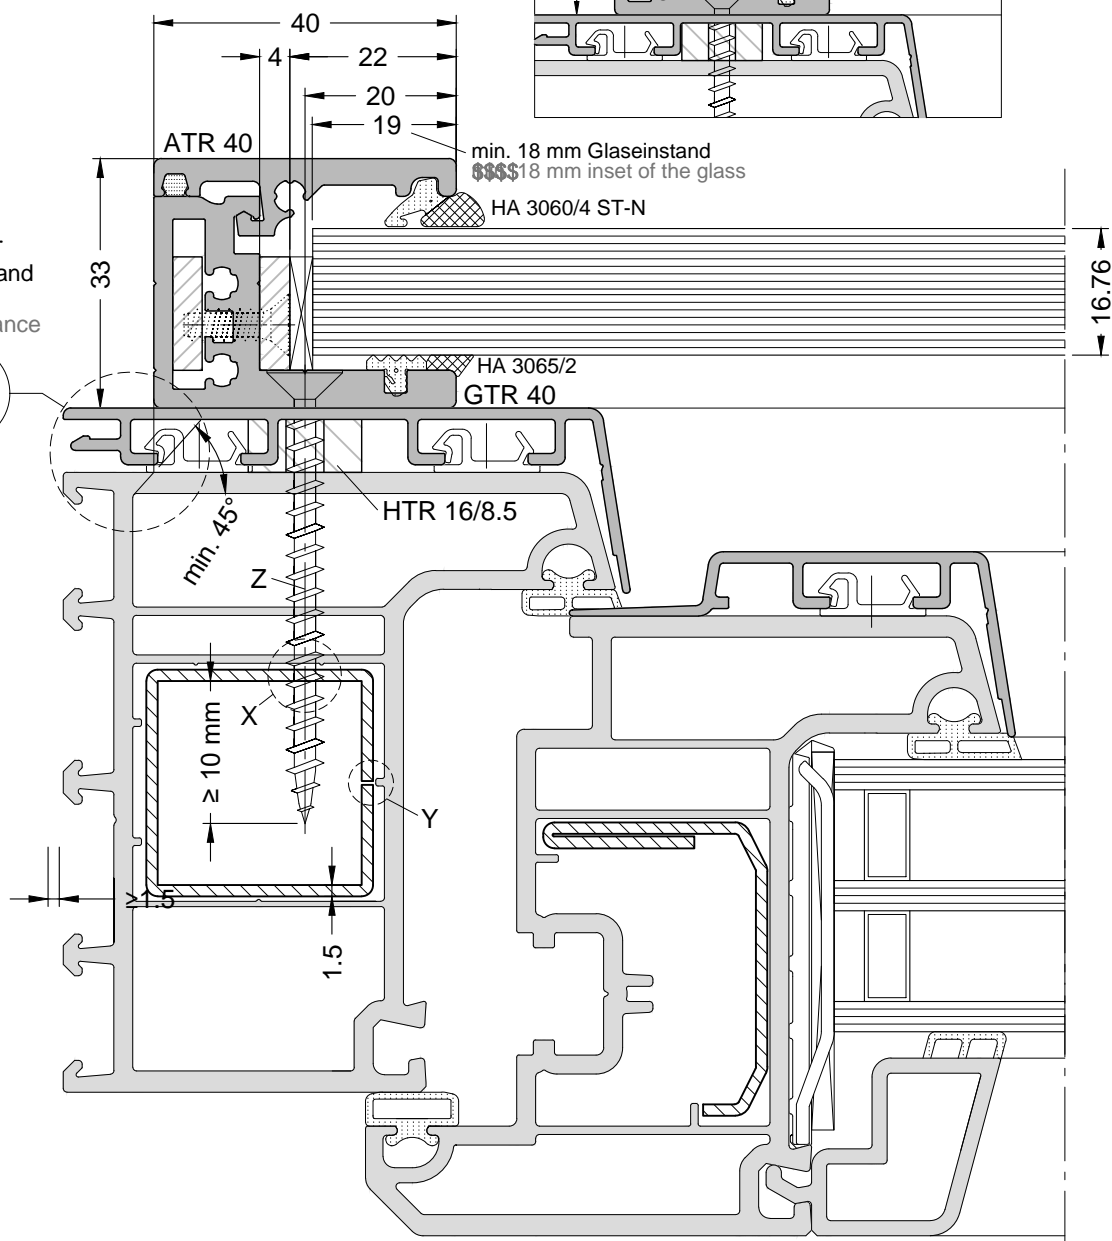 40
4
22
20
19
ATR 40
min. 18 mm Glaseinstand
$$$$18 mm inset of the glass
HA 3060/4 ST-N
and
33
ance
16.76
HA 3065/2
GTR 40
HTR 16/8.5
min. 45°
Z
X
≥ 10 mm
Y
≥1.5
1.5